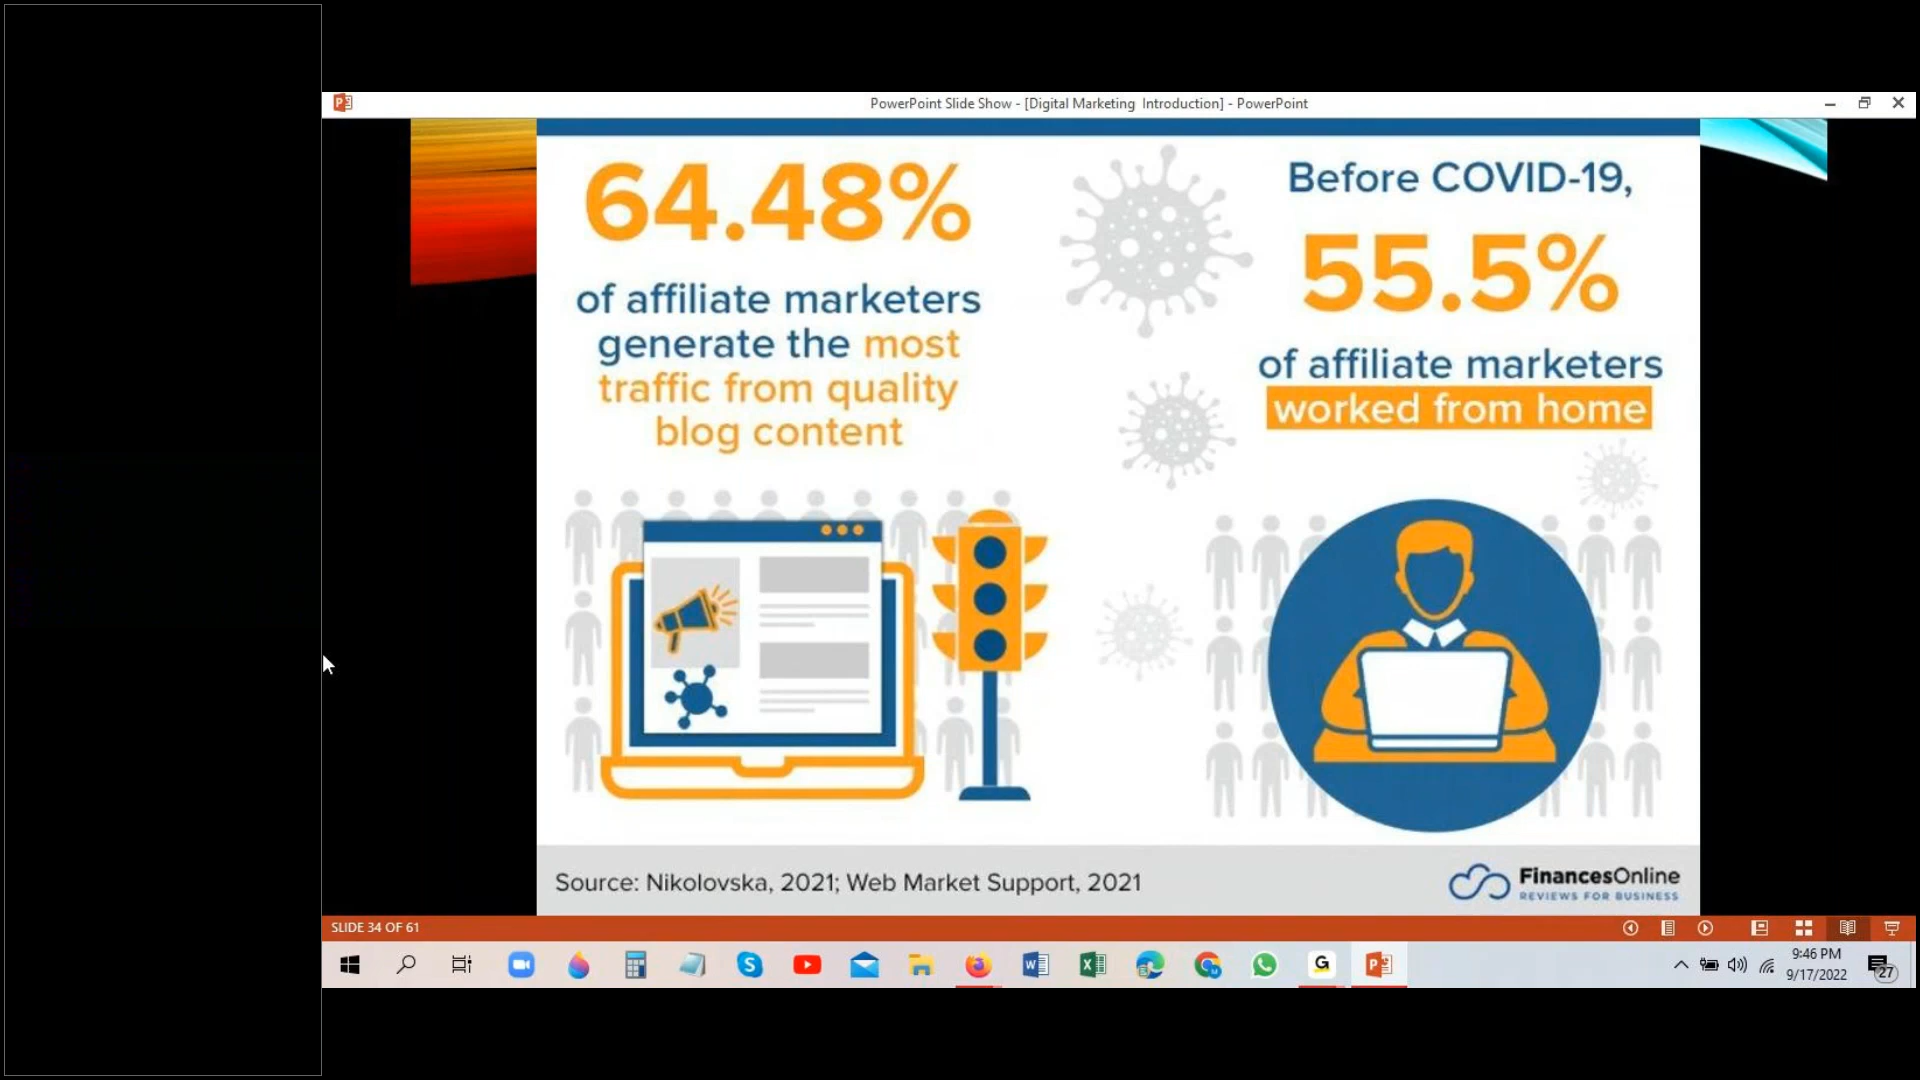 PowerPoint Slide Show - [Digital Marketing  Introduction] - PowerPoint
64.48%
of affiliate marketers
generate the most
traffic from quality
blog content
Before COVID-19,
55.5%
of affiliate marketers
worked from home
Source: Nikolovska, 2021; Web Market Support, 2021
FinancesOnline
REVIEWS FOR BUSINESS
SLIDE 34 OF 61
9:46 PM
9/17/2022
27